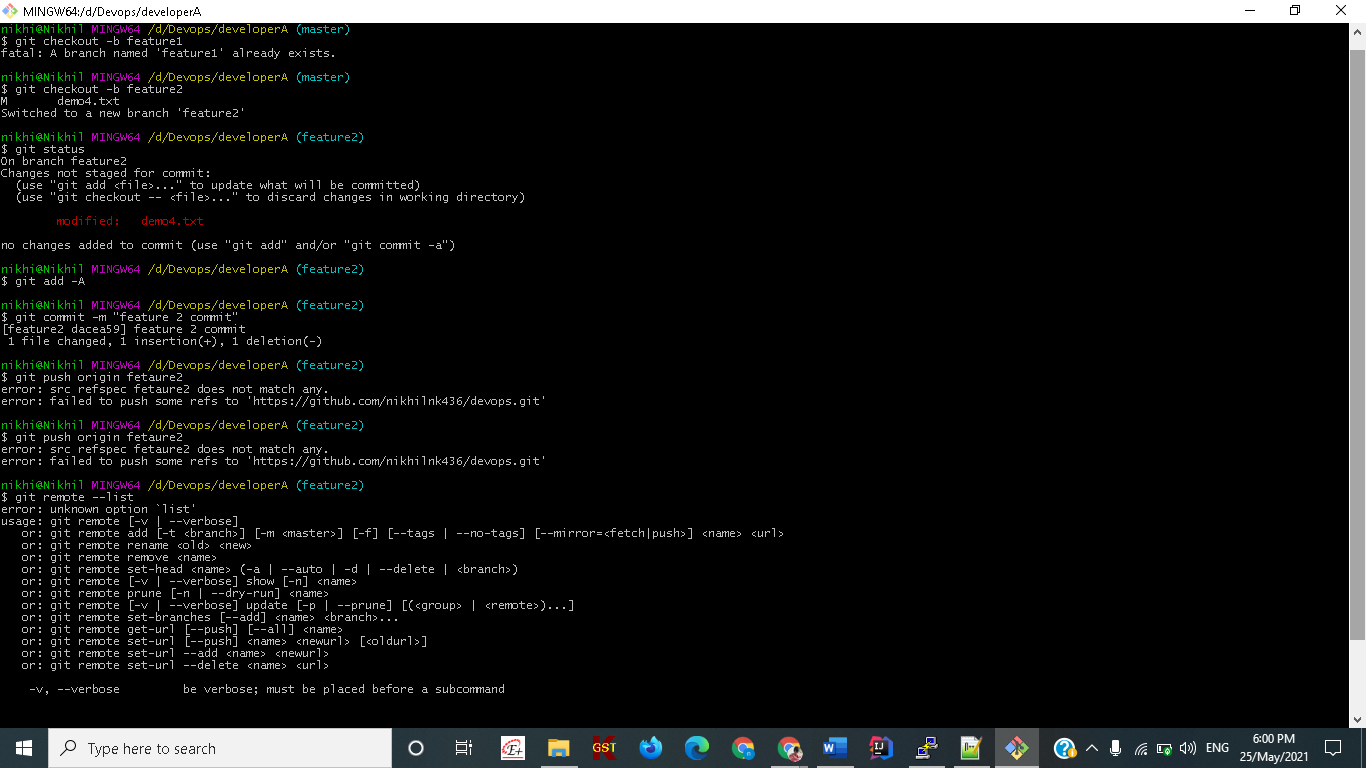 MINGW64:/d/Devops/developerA
nikhi@Nikhil MINGW64 /d/Devops/developerA (master)
$ git checkout -b feature1
fatal: A branch named 'feature1' already exists.
nikhi@Nikhil MINGW64 /d/Devops/developerA (master)
$ git checkout -b feature2
M       demo4.txt
Switched to a new branch 'feature2'
nikhi@Nikhil MINGW64 /d/Devops/developerA (feature2)
$ git status
On branch feature2
Changes not staged for commit:
  (use "git add <file>..." to update what will be committed)
  (use "git checkout -- <file>..." to discard changes in working directory)
        modified:   demo4.txt
no changes added to commit (use "git add" and/or "git commit -a")
nikhi@Nikhil MINGW64 /d/Devops/developerA (feature2)
$ git add -A
nikhi@Nikhil MINGW64 /d/Devops/developerA (feature2)
$ git commit -m "feature 2 commit"
[feature2 dacea59] feature 2 commit
 1 file changed, 1 insertion(+), 1 deletion(-)
nikhi@Nikhil MINGW64 /d/Devops/developerA (feature2)
$ git push origin fetaure2
error: src refspec fetaure2 does not match any.
error: failed to push some refs to 'https://github.com/nikhilnk436/devops.git'
nikhi@Nikhil MINGW64 /d/Devops/developerA (feature2)
$ git push origin fetaure2
error: src refspec fetaure2 does not match any.
error: failed to push some refs to 'https://github.com/nikhilnk436/devops.git'
nikhi@Nikhil MINGW64 /d/Devops/developerA (feature2)
$ git remote --list
error: unknown option `list'
usage: git remote [-v | --verbose]
   or: git remote add [-t <branch>] [-m <master>] [-f] [--tags | --no-tags] [--mirror=<fetch|push>] <name> <url>
   or: git remote rename <old> <new>
   or: git remote remove <name>
   or: git remote set-head <name> (-a | --auto | -d | --delete | <branch>)
   or: git remote [-v | --verbose] show [-n] <name>
   or: git remote prune [-n | --dry-run] <name>
   or: git remote [-v | --verbose] update [-p | --prune] [(<group> | <remote>)...]
   or: git remote set-branches [--add] <name> <branch>...
   or: git remote get-url [--push] [--all] <name>
   or: git remote set-url [--push] <name> <newurl> [<oldurl>]
   or: git remote set-url --add <name> <newurl>
   or: git remote set-url --delete <name> <url>
    -v, --verbose         be verbose; must be placed before a subcommand
Type here to search
E+
GST
W
IJ
ENG
6:00 PM
25/May/2021